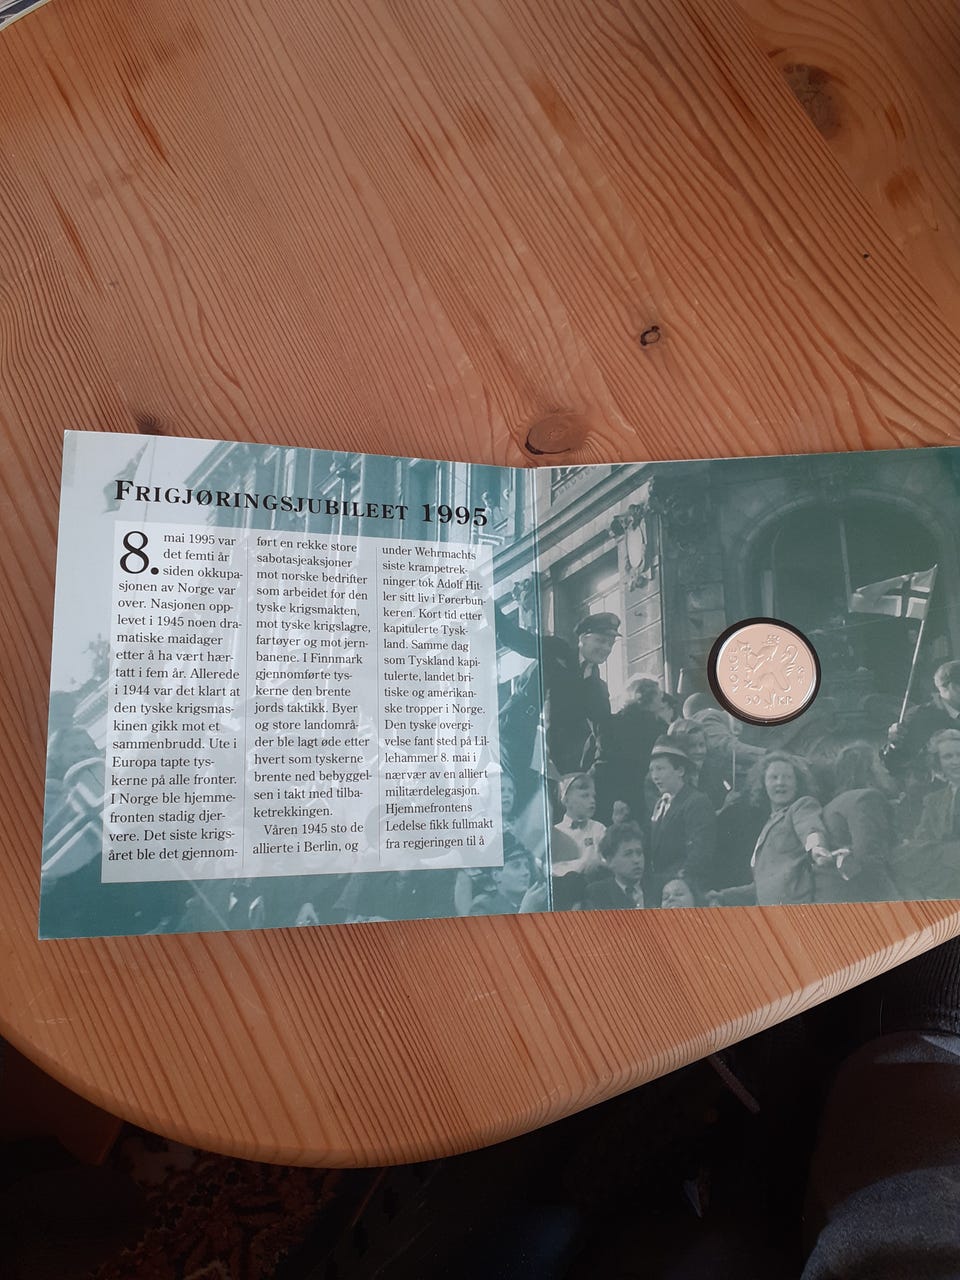 FRIGJØRINGSJUBILEET 1995
8. mai 1995 var
det femti år
siden okkupa-
sjonen av Norge var
over. Nasjonen opp-
levet i 1945 noen dra-
matiske maidager
etter å ha vært hær-
tatt i fem år. Allerede
i 1944 var det klart at
den tyske krigsmas-
kinen gikk mot et
sammenbrudd. Ute i
Europa tapte tys-
kerne på alle fronter.
I Norge ble hjemme-
fronten stadig djer-
vere. Det siste krigs-
året ble det gjennom-
ført en rekke store
sabotasjeaksjoner
mot norske bedrifter
som arbeidet for den
tyske krigsmakten,
mot tyske krigslagre,
fartøyer og mot jern-
banene. I Finnmark
gjennomførte tys-
kerne den brente
jords taktikk. Byer
og store landområ-
der ble lagt øde etter
hvert som tyskerne
brente ned bebyggel-
sen i takt med tilba-
ketrekkingen.
Våren 1945 sto de
allierte i Berlin, og
under Wehrmachts
siste krampetrek-
ninger tok Adolf Hit-
ler sitt liv i Førerbun-
keren. Kort tid etter
kapitulerte Tysk-
land. Samme dag
som Tyskland kapi-
tulerte, landet bri-
tiske og amerikan-
ske tropper i Norge.
Den tyske overgi-
velse fant sted på Lil-
lehammer 8. mai i
nærvær av en alliert
militærdelegasjon.
Hjemmefrontens
Ledelse fikk fullmakt
fra regjeringen til å
NORGE
50 KR